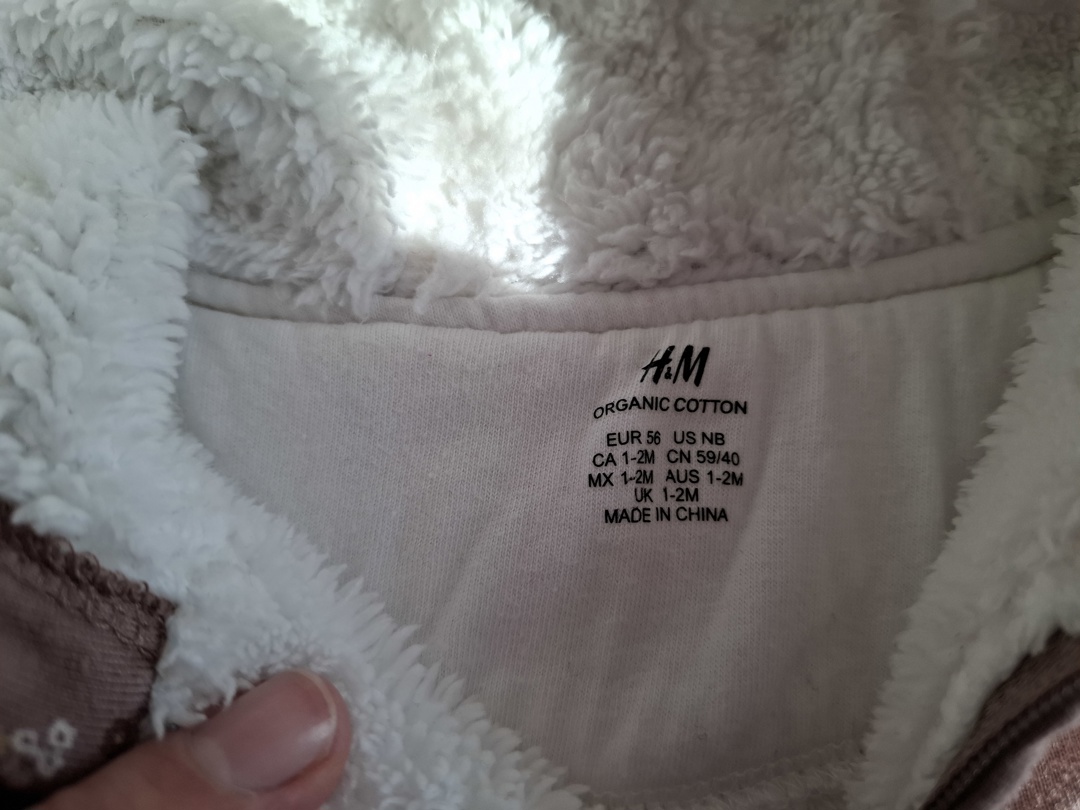 H&M
ORGANIC COTTON
EUR 56 US NB
CA 1-2M CN 59/40
MX 1-2M AUS 1-2M
UK 1-2M
MADE IN CHINA